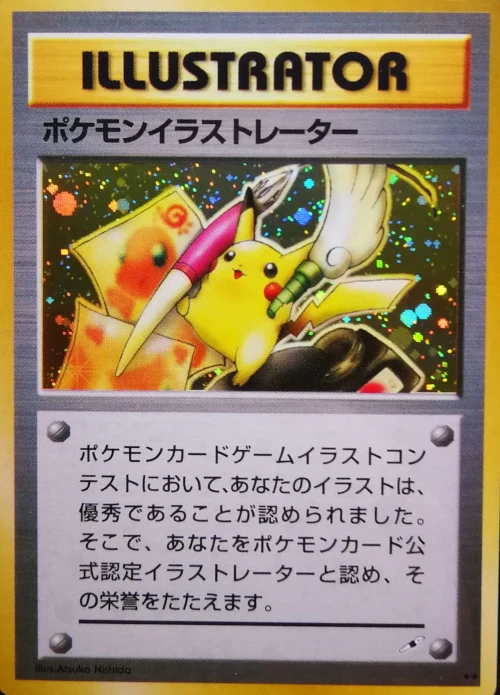 ILLUSTRATOR
ポケモンイラストレーター
ポケモンカードゲームイラストコン
テストにおいて、あなたのイラストは、
優秀であることが認められました。
そこで、あなたをポケモンカード公
式認定イラストレーターと認め、そ
の栄誉をたたえます。
Illus.Atsuko Nishida